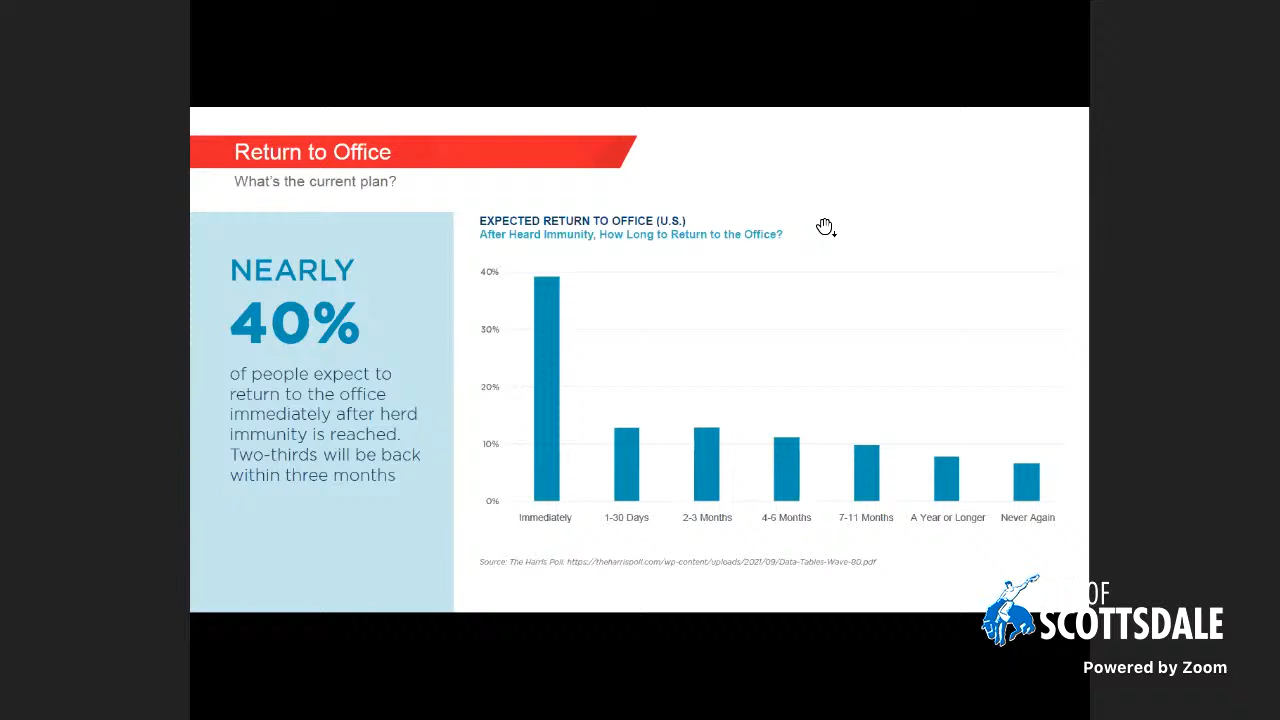 Return to Office
What's the current plan?
NEARLY
40%
of people expect to
return to the office
immediately after herd
immunity is reached.
Two-thirds will be back
within three months
EXPECTED RETURN TO OFFICE (U.S.)
After Heard Immunity, How Long to Return to the Office?
40%
30%
20%
10%
0%
Immediately 1-30 Days 2-3 Months 4-6 Months 7-11 Months A Year or Longer Never Again
Source: The Harris Poll: https://theharrispoll.com/wp-content/uploads/2021/09/Data-Tables-Wave-80.pdf
OF
SCOTTSDALE
Powered by Zoom